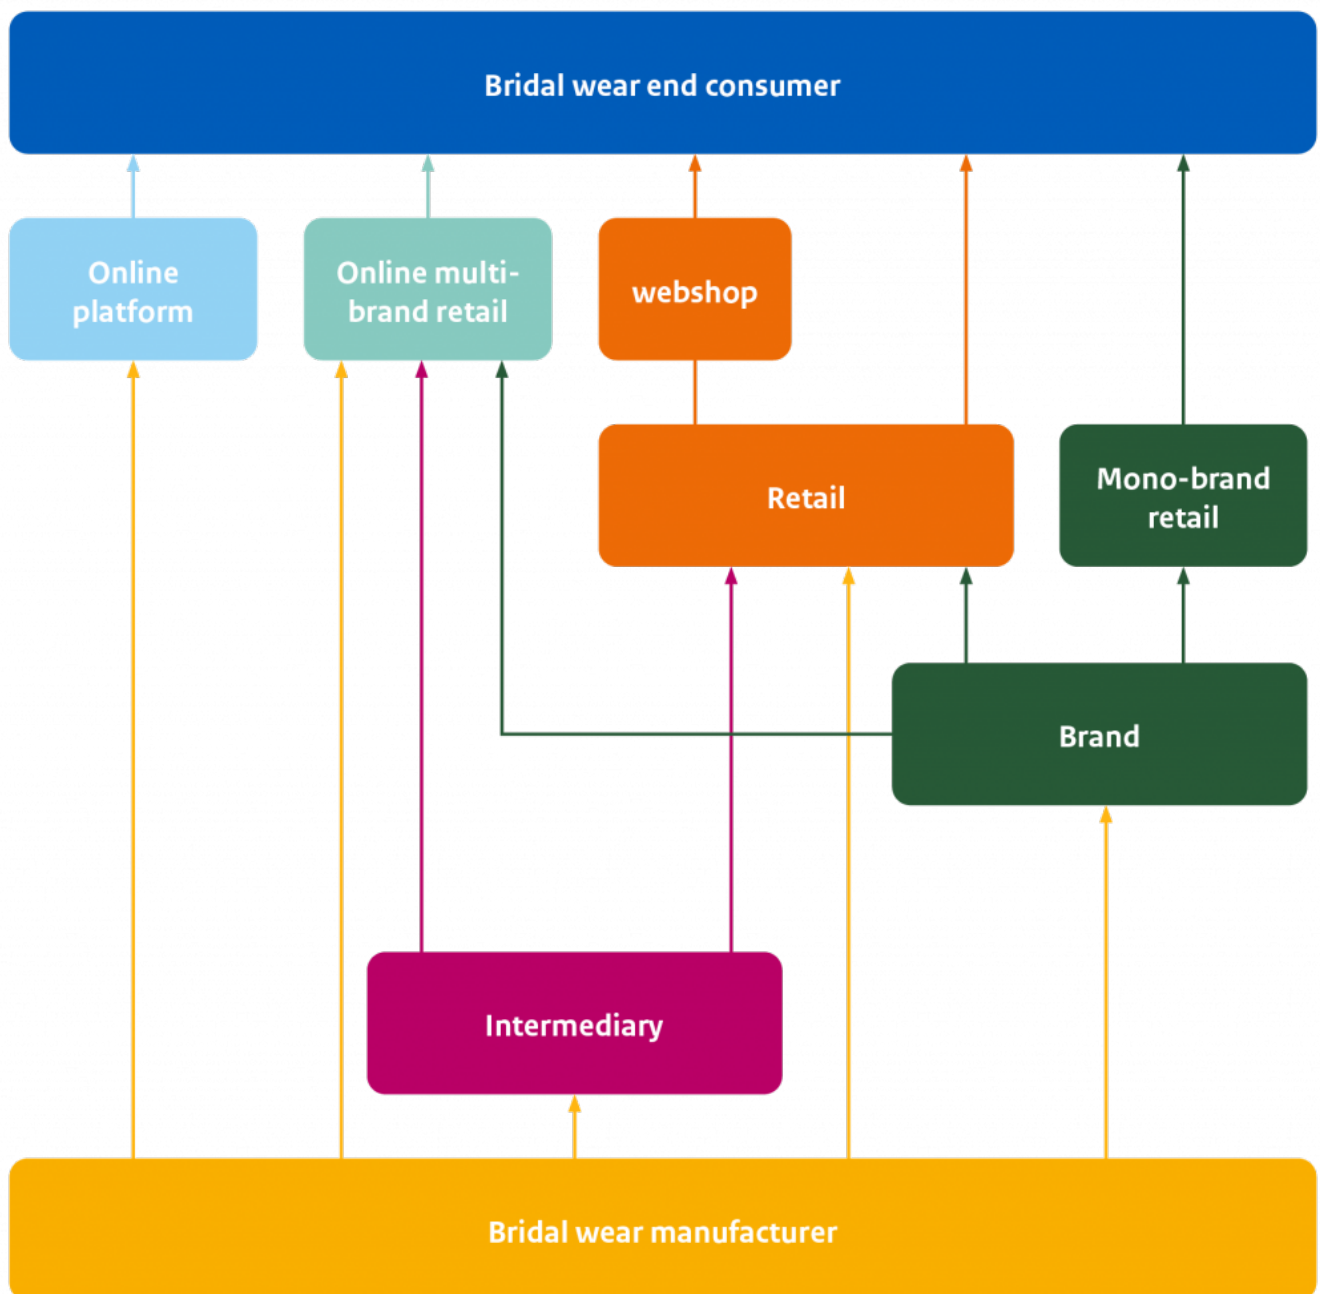 Bridal wear end consumer
Online
platform
Online multi-
brand retail
webshop
Retail
Mono-brand
retail
Brand
Intermediary
Bridal wear manufacturer